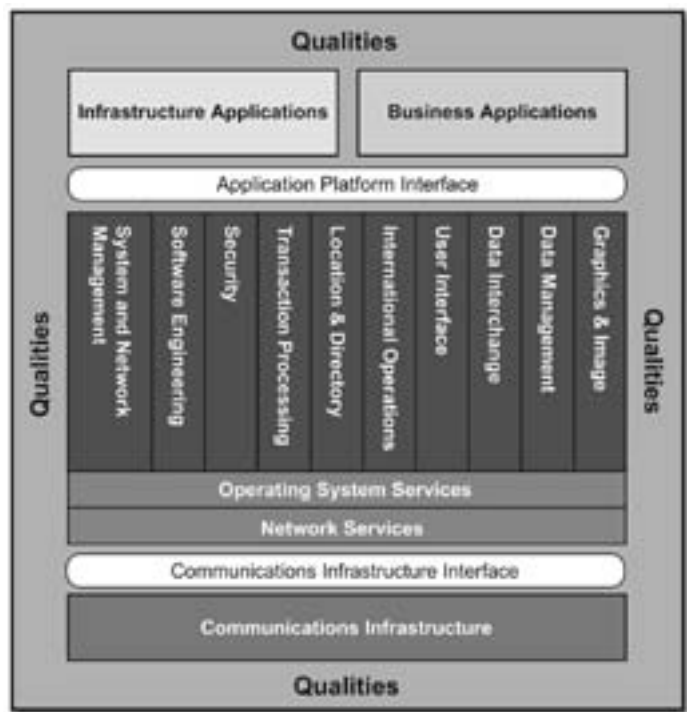 Qualities
Infrastructure Applications
Business Applications
Application Platform Interface
Qualities
System and Network
Management
Software Engineering
Security
Transaction Processing
Location & Directory
International Operations
User Interface
Data Interchange
Data Management
Graphics & Image
Qualities
Operating System Services
Network Services
Communications Infrastructure Interface
Communications Infrastructure
Qualities